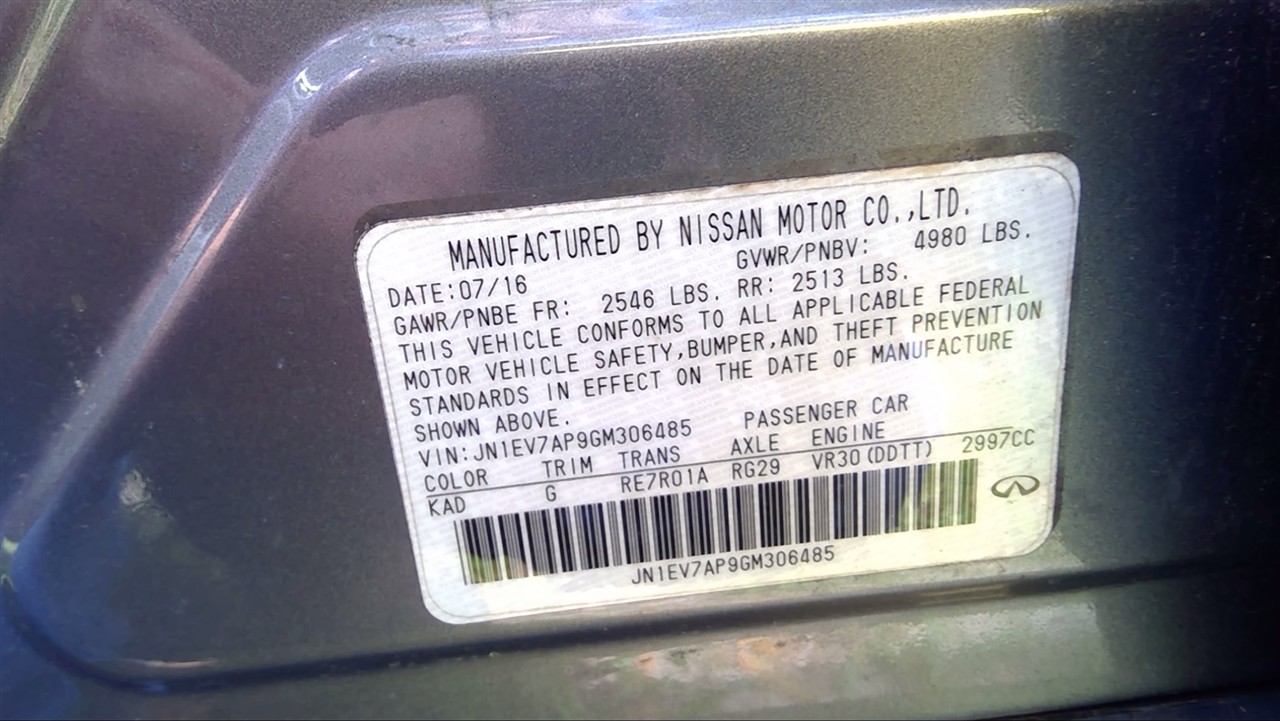 MANUFACTURED BY NISSAN MOTOR CO.,LTD.
DATE:07/16 GVWR/PNBV: 4980 LBS.
GAWR/PNBE FR: 2546 LBS. RR: 2513 LBS.
THIS VEHICLE CONFORMS TO ALL APPLICABLE FEDERAL
MOTOR VEHICLE SAFETY,BUMPER,AND THEFT PREVENTION
STANDARDS IN EFFECT ON THE DATE OF MANUFACTURE
SHOWN ABOVE.
VIN:JN1EV7AP9GM306485 PASSENGER CAR
COLOR TRIM TRANS AXLE ENGINE
KAD G RE7R01A RG29 VR30(DDTT) 2997CC
JN1EV7AP9GM306485